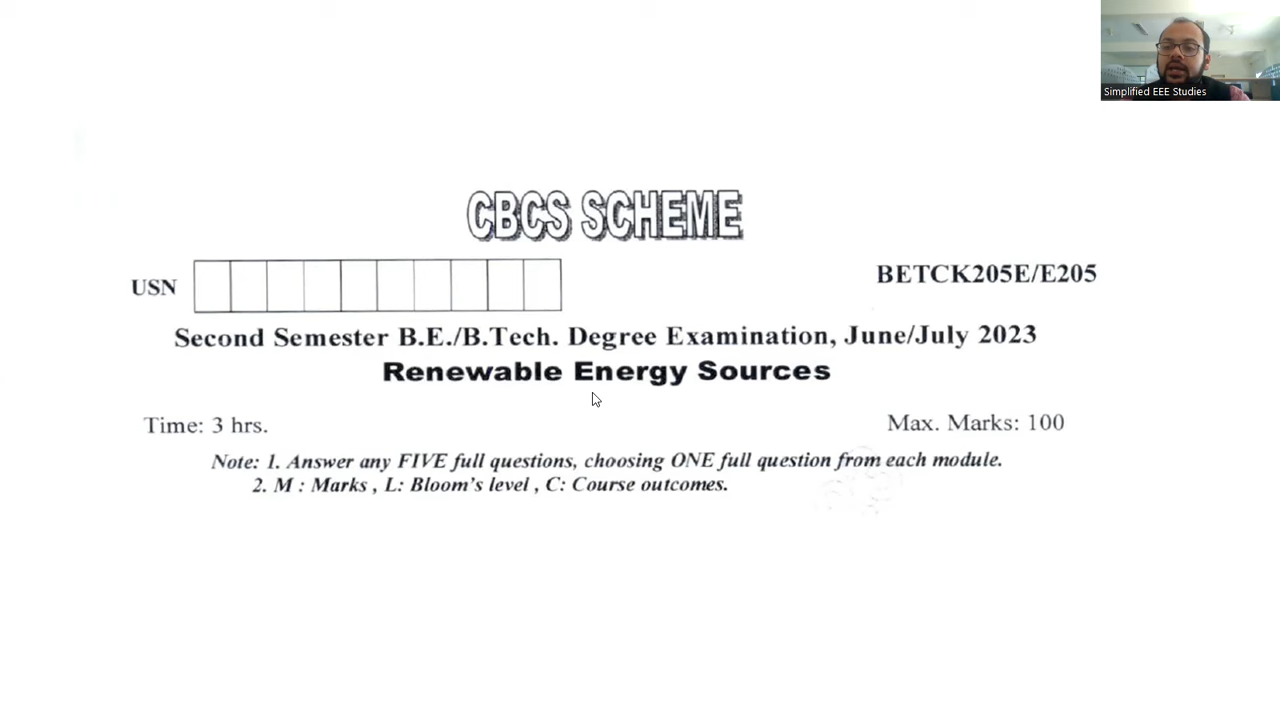 Simplified EEE Studies
CBCS SCHEME
USN
BETCK205E/E205
Second Semester B.E./B.Tech. Degree Examination, June/July 2023
Renewable Energy Sources
Time: 3 hrs.
Max. Marks: 100
Note: 1. Answer any FIVE full questions, choosing ONE full question from each module.
2. M : Marks , L: Bloom's level , C: Course outcomes.